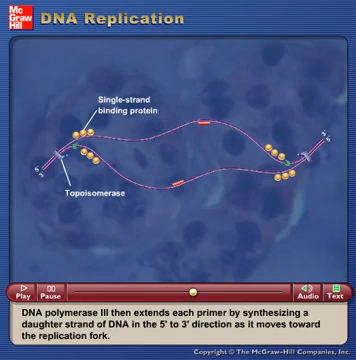 Mc
Graw
Hill
DNA Replication
Single-strand
binding protein
Topoisomerase
Play
Pause
Audio
Text
DNA polymerase III then extends each primer by synthesizing a
daughter strand of DNA in the 5' to 3' direction as it moves toward
the replication fork.
Copyright © The McGraw-Hill Companies, Inc.